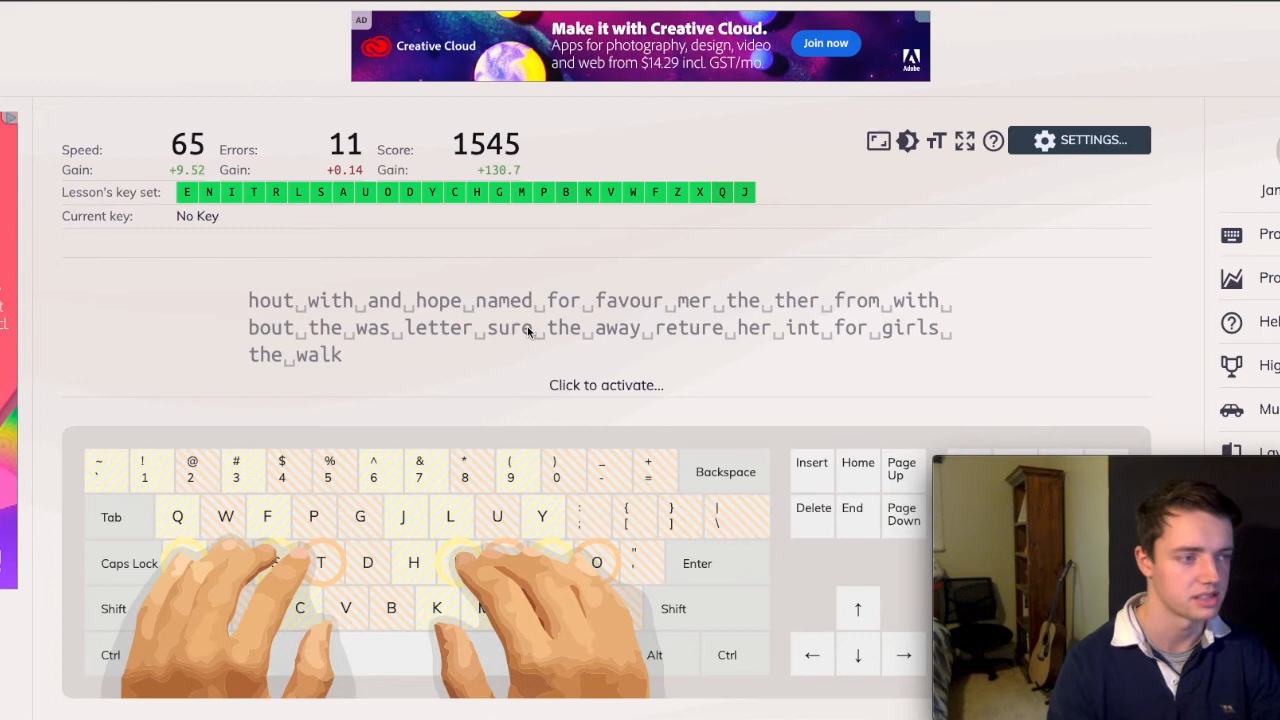 AD
Creative Cloud
Make it with Creative Cloud.
Apps for photography, design, video
and web from $14.29 incl. GST/mo.
Join now
Adobe
Speed: 65 Errors: 11 Score: 1545
Gain: +9.52 Gain: +0.14 Gain: +130.7
SETTINGS...
Lesson's key set: E N I T R L S A U O D Y C H G M P B K V W F Z X Q J
Current key: No Key
hout␣with␣and␣hope␣named␣for␣favour␣mer␣the␣ther␣from␣with␣
bout␣the␣was␣letter␣sure␣the␣away␣reture␣her␣int␣for␣girls␣
the␣walk
Click to activate...
~ ! @ # $ % ^ & * ( ) _ +
` 1 2 3 4 5 6 7 8 9 0 - = Backspace
Tab Q W F P G J L U Y : ; { [ } ] | \
Caps Lock T D H O " ' Enter
Shift C V B K Shift
Ctrl Alt Ctrl
Insert Home Page Up
Delete End Page Down
↑
← ↓ →